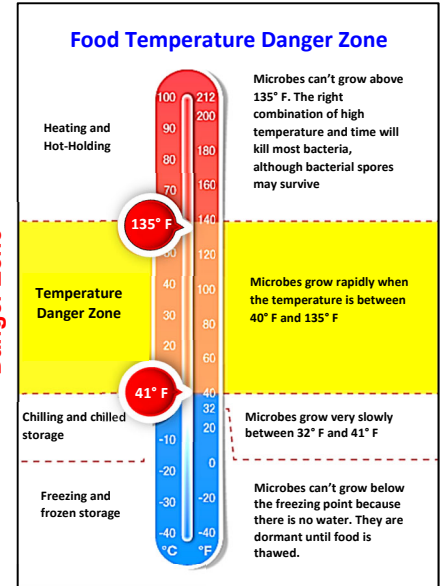 Food Temperature Danger Zone
Heating and
Hot-Holding
Microbes can't grow above
135° F. The right
combination of high
temperature and time will
kill most bacteria,
although bacterial spores
may survive
100 212
200
90
180
80
70 160
140
135° F
120
Temperature
Danger Zone
40 100
30 80
20
60
Microbes grow rapidly when
the temperature is between
40° F and 135° F
41° F
40
32
Chilling and chilled
storage
-10 20
Microbes grow very slowly
between 32° F and 41° F
-20 0
Freezing and
frozen storage
-30 -20
-40 -40
°C °F
Microbes can't grow below
the freezing point because
there is no water. They are
dormant until food is
thawed.